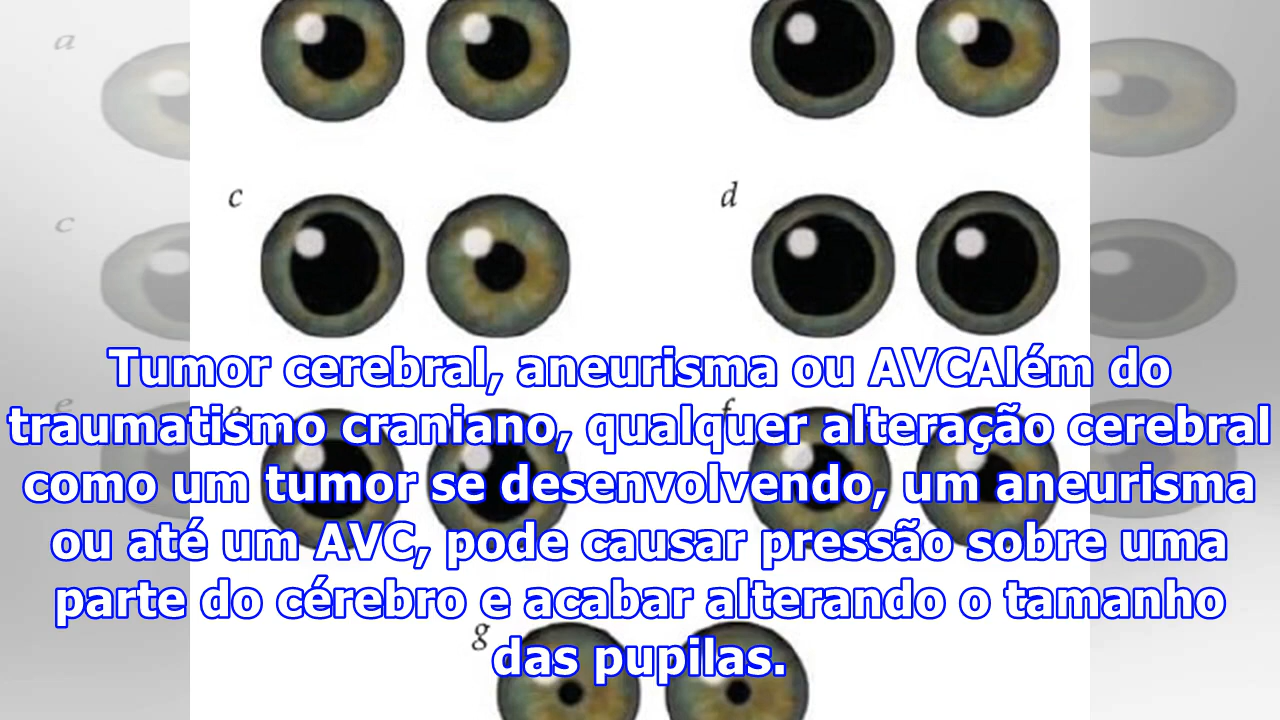 a
c
d
c
Tumor cerebral, aneurisma ou AVCAlém do
e
e
f
traumatismo craniano, qualquer alteração cerebral
como um tumor se desenvolvendo, um aneurisma
ou até um AVC, pode causar pressão sobre uma
parte do cérebro e acabar alterando o tamanho
g
das pupilas.